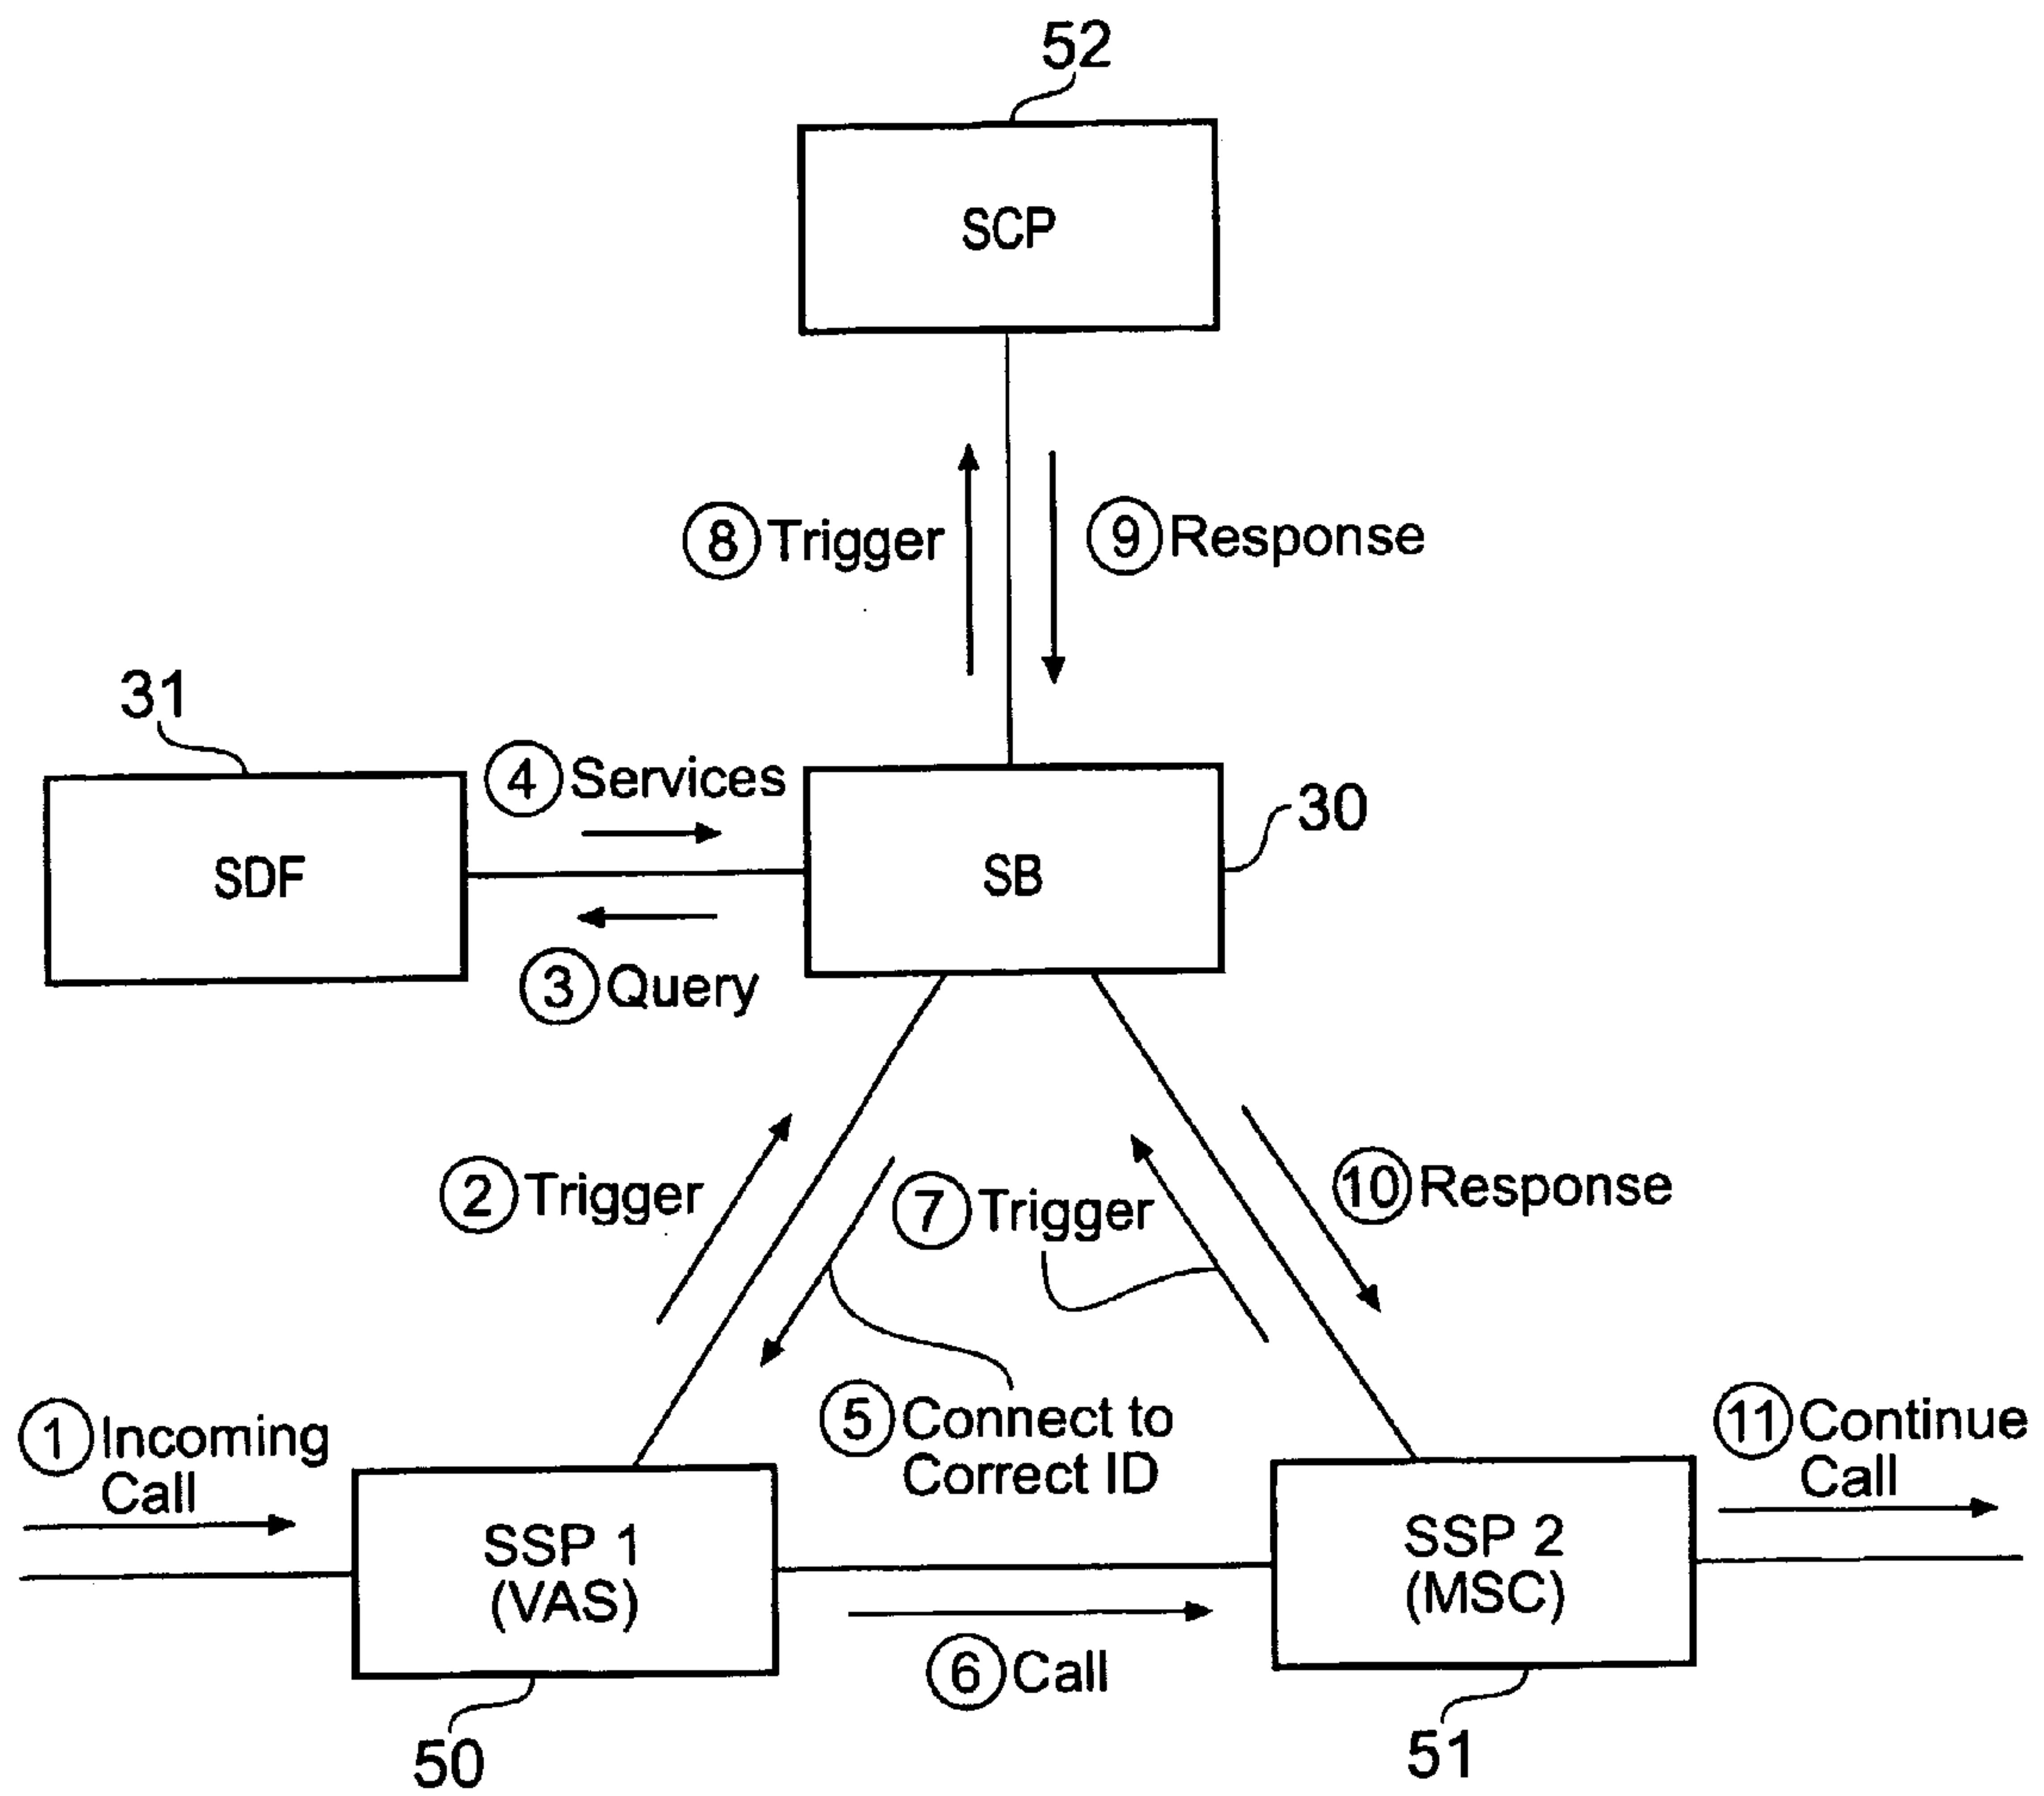 52
SCP
8 Trigger
9 Response
31
4 Services
30
SDF
SB
3 Query
2 Trigger
7 Trigger
10 Response
1 Incoming
Call
5 Connect to
Correct ID
11 Continue
Call
SSP 1
(VAS)
SSP 2
(MSC)
6 Call
50
51